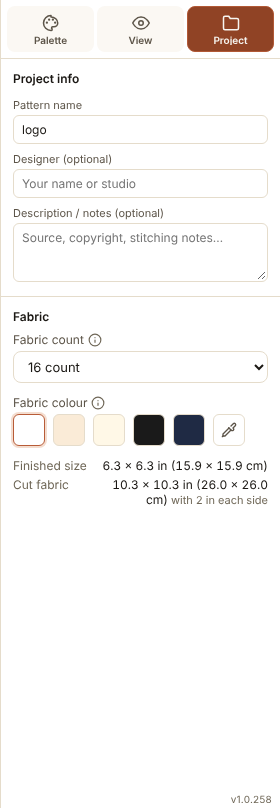 Palette
View
Project
Project info
Pattern name
logo
Designer (optional)
Your name or studio
Description / notes (optional)
Source, copyright, stitching notes...
Fabric
Fabric count
16 count
Fabric colour
Finished size 6.3 × 6.3 in (15.9 × 15.9 cm)
Cut fabric 10.3 × 10.3 in (26.0 × 26.0
cm) with 2 in each side
v1.0.258